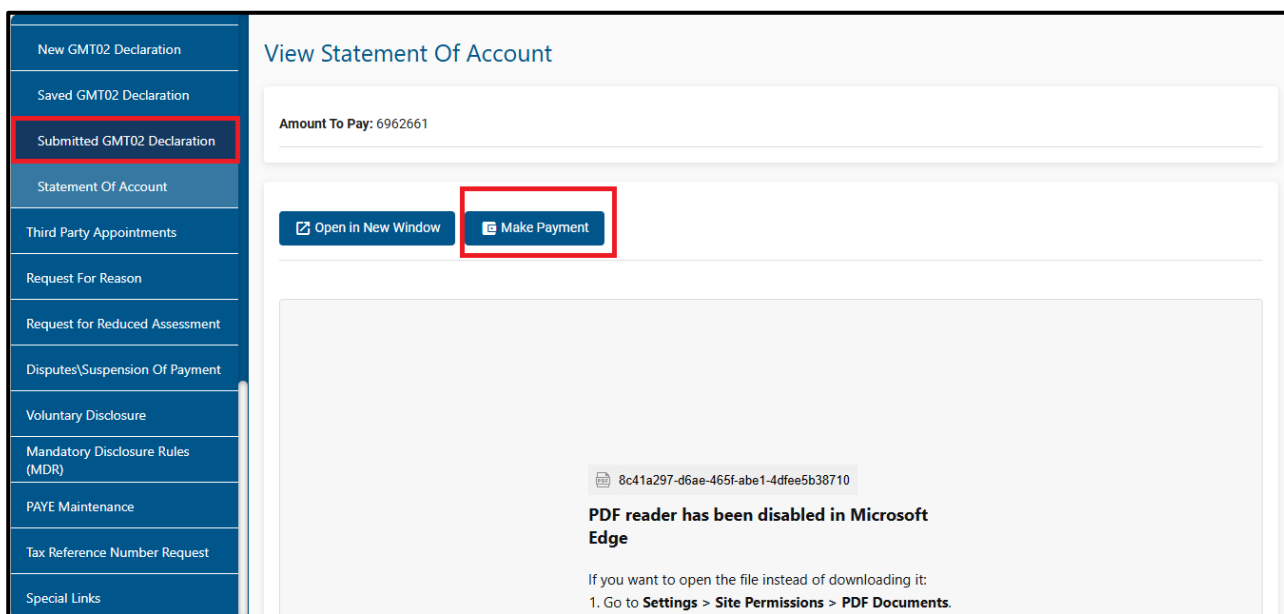 New GMT02 Declaration
Saved GMT02 Declaration
Submitted GMT02 Declaration
Statement Of Account
Third Party Appointments
Request For Reason
Request for Reduced Assessment
Disputes\Suspension Of Payment
Voluntary Disclosure
Mandatory Disclosure Rules
(MDR)
PAYE Maintenance
Tax Reference Number Request
Special Links
View Statement Of Account
Amount To Pay: 6962661
Open in New Window
Make Payment
8c41a297-d6ae-465f-abe1-4dfee5b38710
PDF reader has been disabled in Microsoft
Edge
If you want to open the file instead of downloading it:
1. Go to Settings > Site Permissions > PDF Documents.